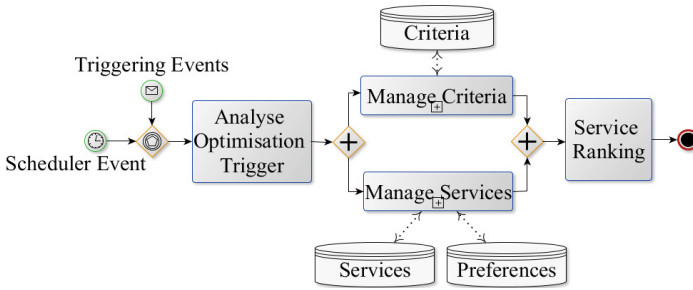 Criteria
Triggering Events
Manage Criteria
Analyse
Optimisation
Trigger
Service
Ranking
Scheduler Event
Manage Services
Services
Preferences